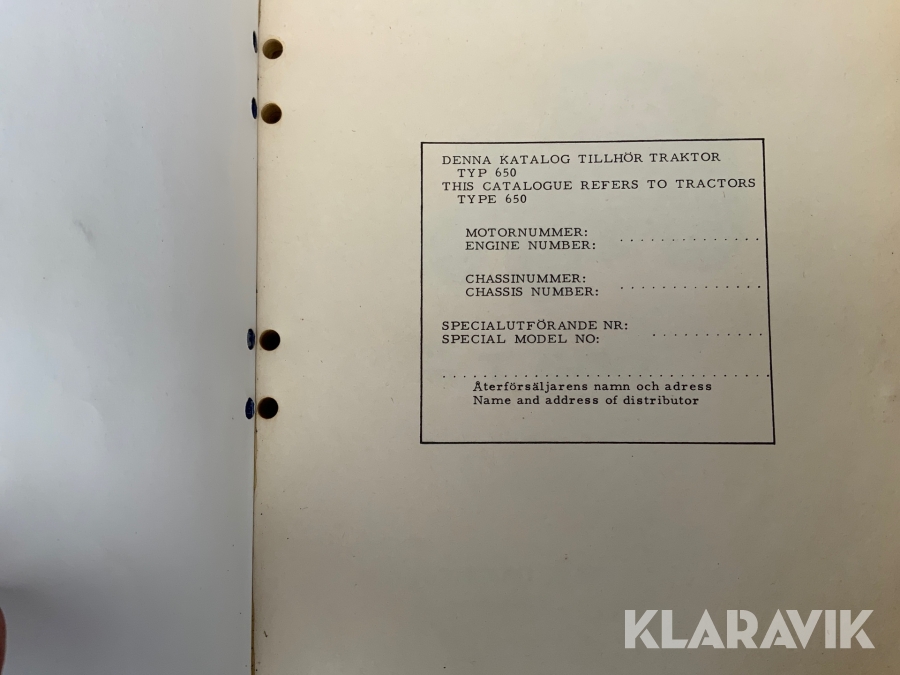 DENNA KATALOG TILLHÖR TRAKTOR
TYP 650
THIS CATALOGUE REFERS TO TRACTORS
TYPE 650
MOTORNUMMER:
ENGINE NUMBER: . . . . . . . . . . . . .
CHASSINUMMER:
CHASSIS NUMBER: . . . . . . . . . . . . .
SPECIALUTFÖRANDE NR:
SPECIAL MODEL NO: . . . . . . . . . . .
. . . . . . . . . . . . . . . . . . . . . . . . . . . . . . .
Återförsäljarens namn och adress
Name and address of distributor
KLARAVIK